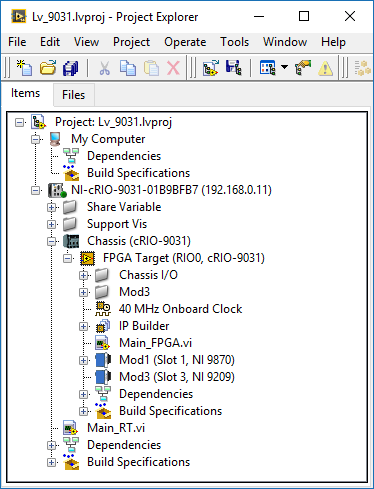 Lv_9031.lvproj - Project Explorer
File Edit View Project Operate Tools Window Help
Items Files
Project: Lv_9031.lvproj
My Computer
Dependencies
Build Specifications
NI-cRIO-9031-01B9BFB7 (192.168.0.11)
Share Variable
Support Vis
Chassis (cRIO-9031)
FPGA Target (RIO0, cRIO-9031)
Chassis I/O
Mod3
40 MHz Onboard Clock
IP Builder
Main_FPGA.vi
Mod1 (Slot 1, NI 9870)
Mod3 (Slot 3, NI 9209)
Dependencies
Build Specifications
Main_RT.vi
Dependencies
Build Specifications